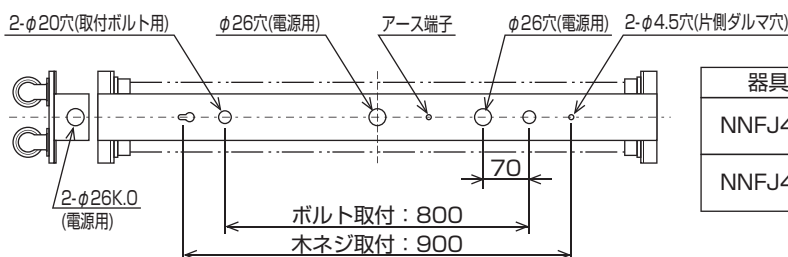 2-φ20穴(取付ボルト用)
φ26穴(電源用)
アース端子
φ26穴(電源用)
2-φ4.5穴(片側ダルマ穴)
器具
NNFJ4
NNFJ4
70
2-φ26K.O
(電源用)
ボルト取付：800
木ネジ取付：900